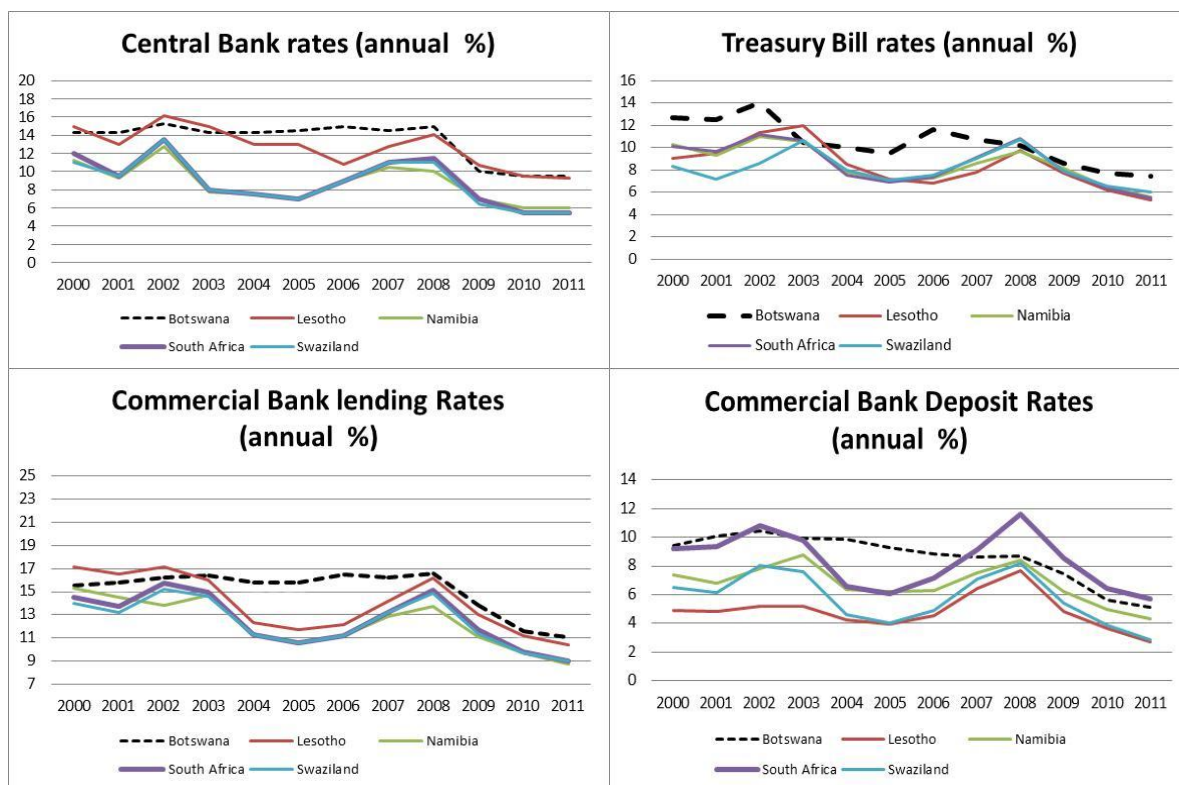 Central Bank rates (annual %)
20
18
16
14
12
10
8
6
4
2
0
2000 2001 2002 2003 2004 2005 2006 2007 2008 2009 2010 2011
Botswana Lesotho Namibia
South Africa Swaziland
Treasury Bill rates (annual %)
16
14
12
10
8
6
4
2
0
2000 2001 2002 2003 2004 2005 2006 2007 2008 2009 2010 2011
Botswana Lesotho Namibia
South Africa Swaziland
Commercial Bank lending Rates
(annual %)
25
23
21
19
17
15
13
11
9
7
2000 2001 2002 2003 2004 2005 2006 2007 2008 2009 2010 2011
Botswana Lesotho Namibia
South Africa Swaziland
Commercial Bank Deposit Rates
(annual %)
14
12
10
8
6
4
2
0
2000 2001 2002 2003 2004 2005 2006 2007 2008 2009 2010 2011
Botswana Lesotho Namibia
South Africa Swaziland